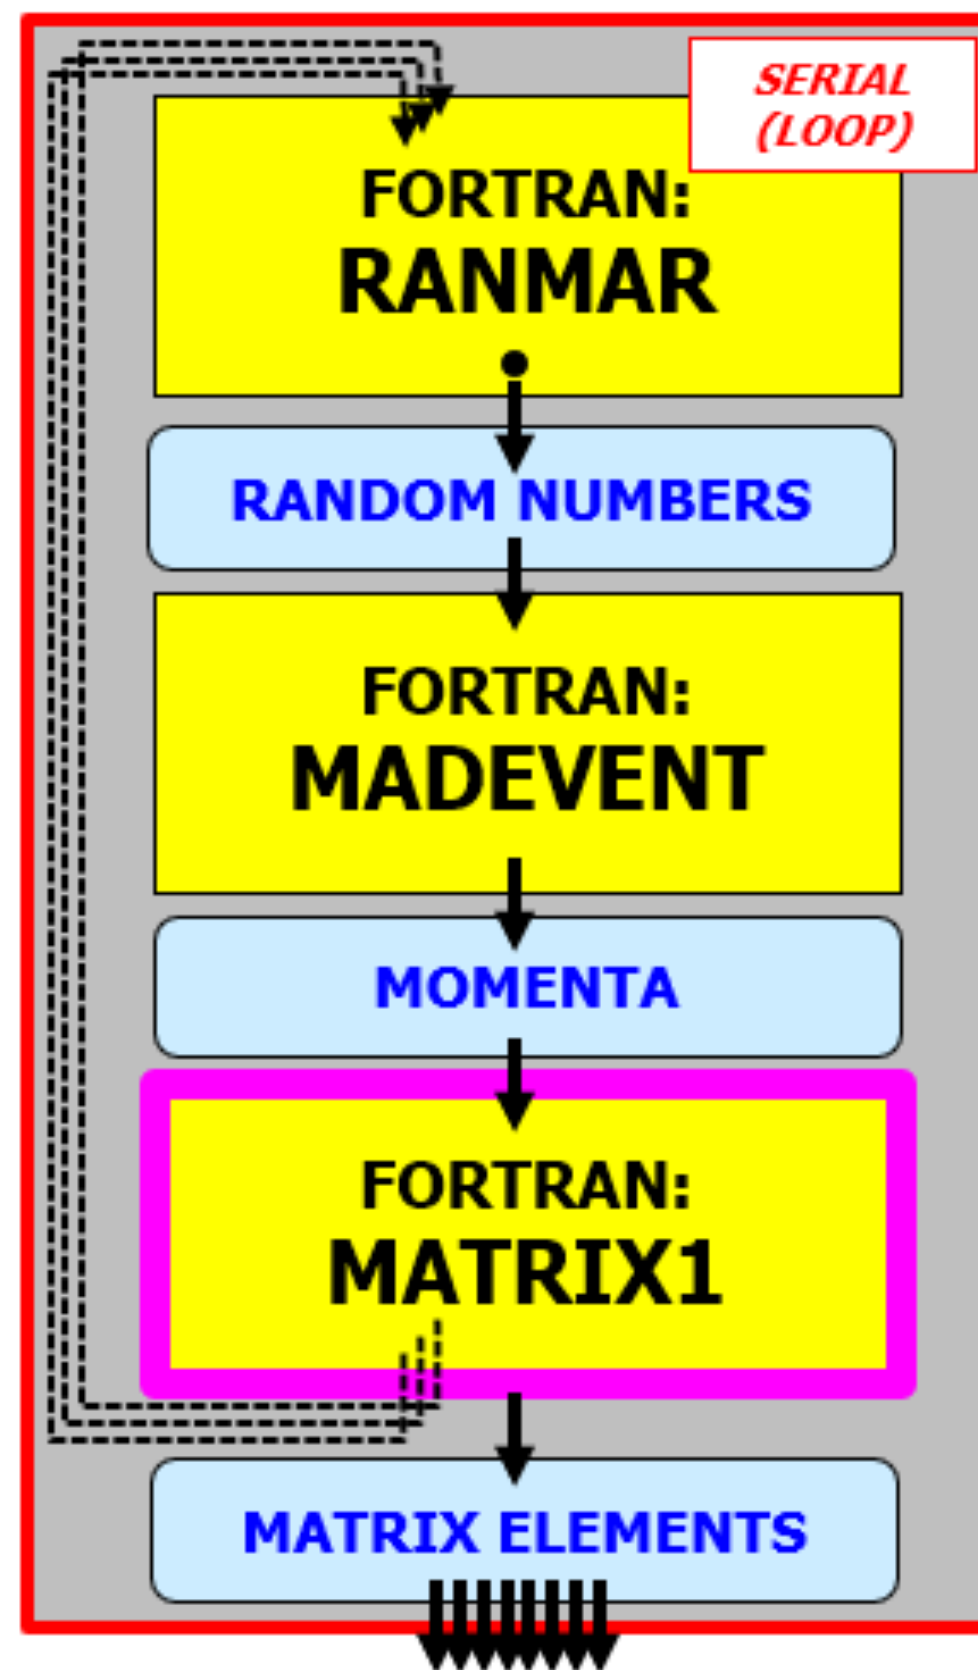 SERIAL
(LOOP)
FORTRAN:
RANMAR
RANDOM NUMBERS
FORTRAN:
MADEVENT
MOMENTA
FORTRAN:
MATRIX1
MATRIX ELEMENTS